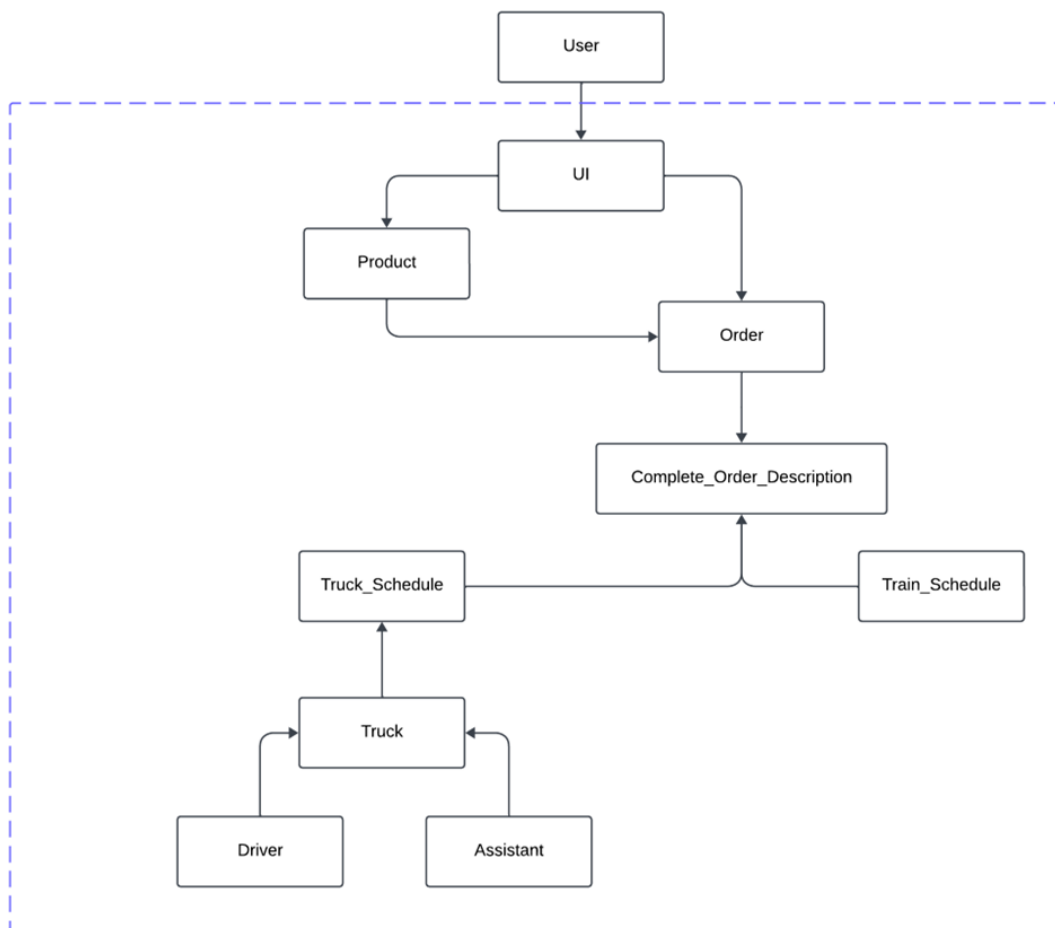 User
UI
Product
Order
Complete_Order_Description
Truck_Schedule
Train_Schedule
Truck
Driver
Assistant